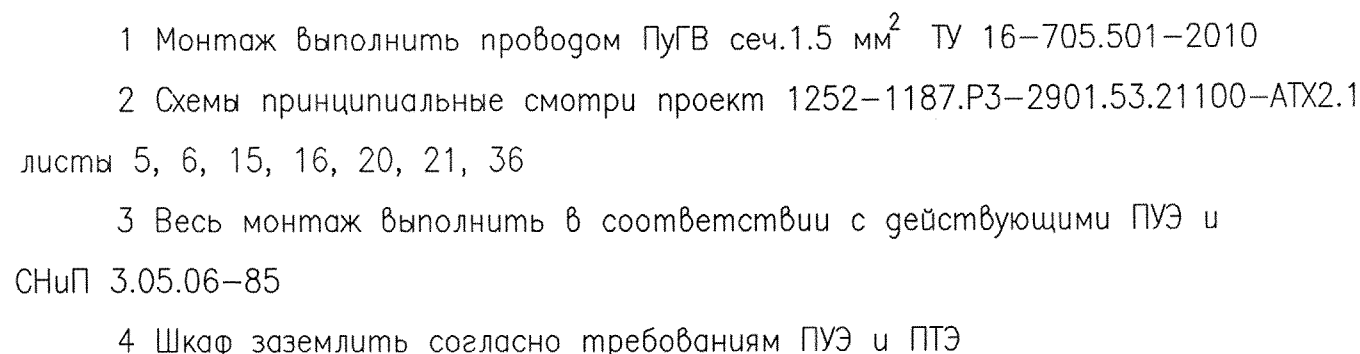 1 Монтаж выполнить проводом ПуГВ сеч.1.5 мм² ТУ 16–705.501–2010
2 Схемы принципиальные смотри проект 1252–1187.РЗ–2901.53.21100–АТХ2.1
листы 5, 6, 15, 16, 20, 21, 36
3 Весь монтаж выполнить в соответствии с действующими ПУЭ и
СНиП 3.05.06–85
4 Шкаф заземлить согласно требованиям ПУЭ и ПТЭ